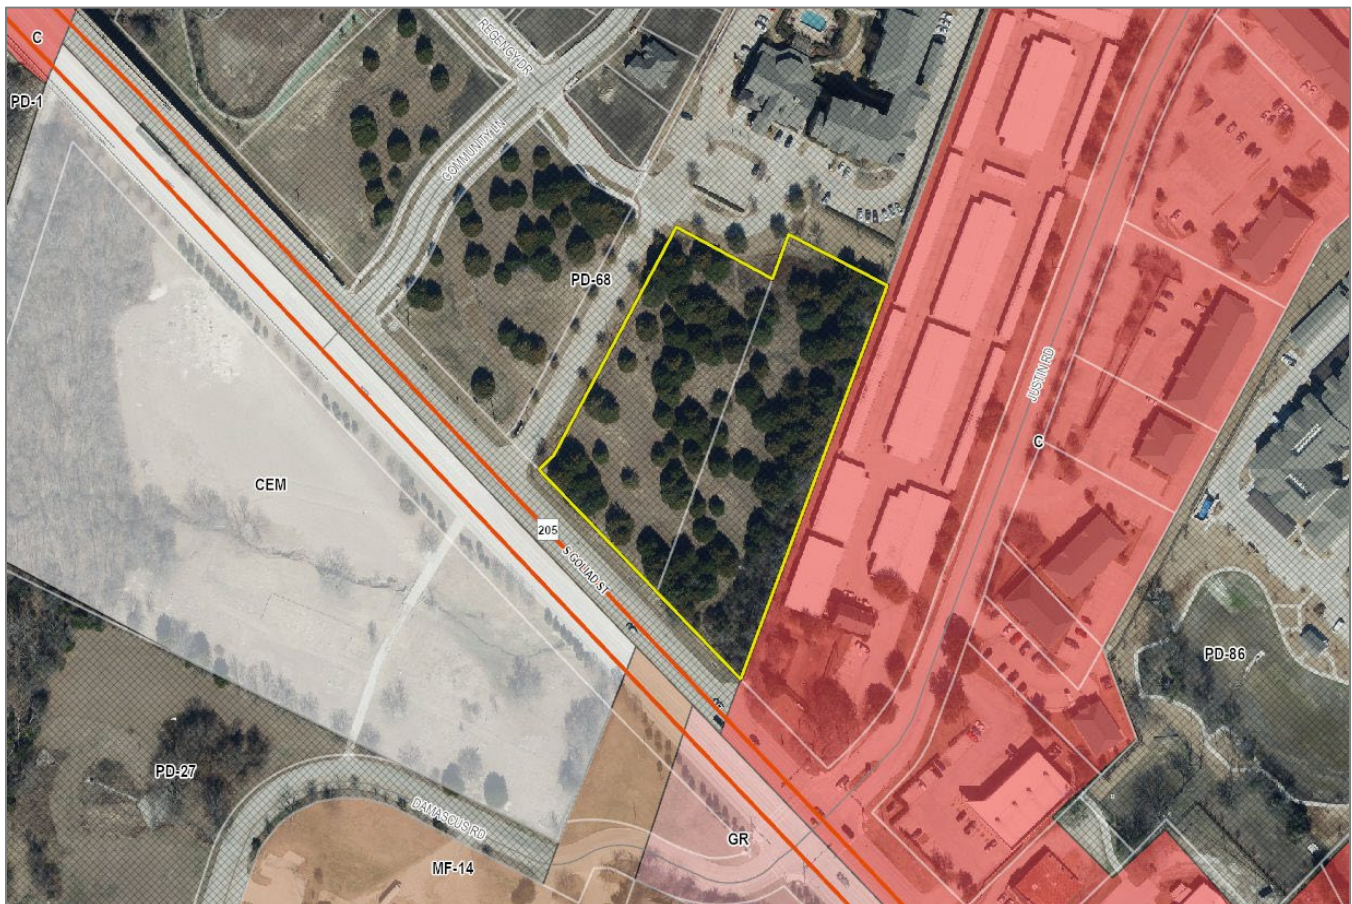 C
PD-1
REGENCY DR
COMMUNITY LN
PD-68
JUSTIN RD
C
CEM
205
S GOLIAD ST
PD-86
PD-27
DAMASCUS RD
MF-14
GR